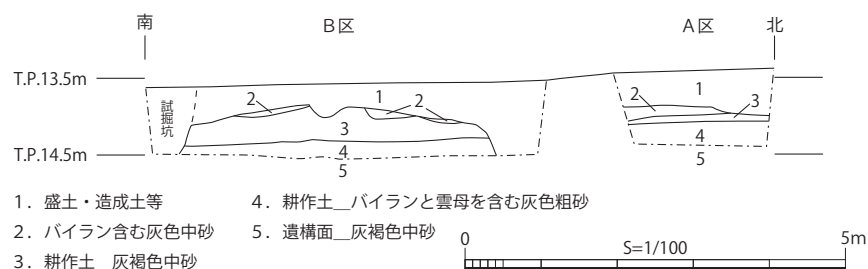 南
B区
A区
北
T.P.13.5m
1
1
2
2
2
3
3
試掘坑
4
4
T.P.14.5m
5
5
1．盛土・造成土等
4．耕作土__バイランと雲母を含む灰色粗砂
2．バイラン含む灰色中砂
5．遺構面__灰褐色中砂
3．耕作土　灰褐色中砂
0
S=1/100
5m